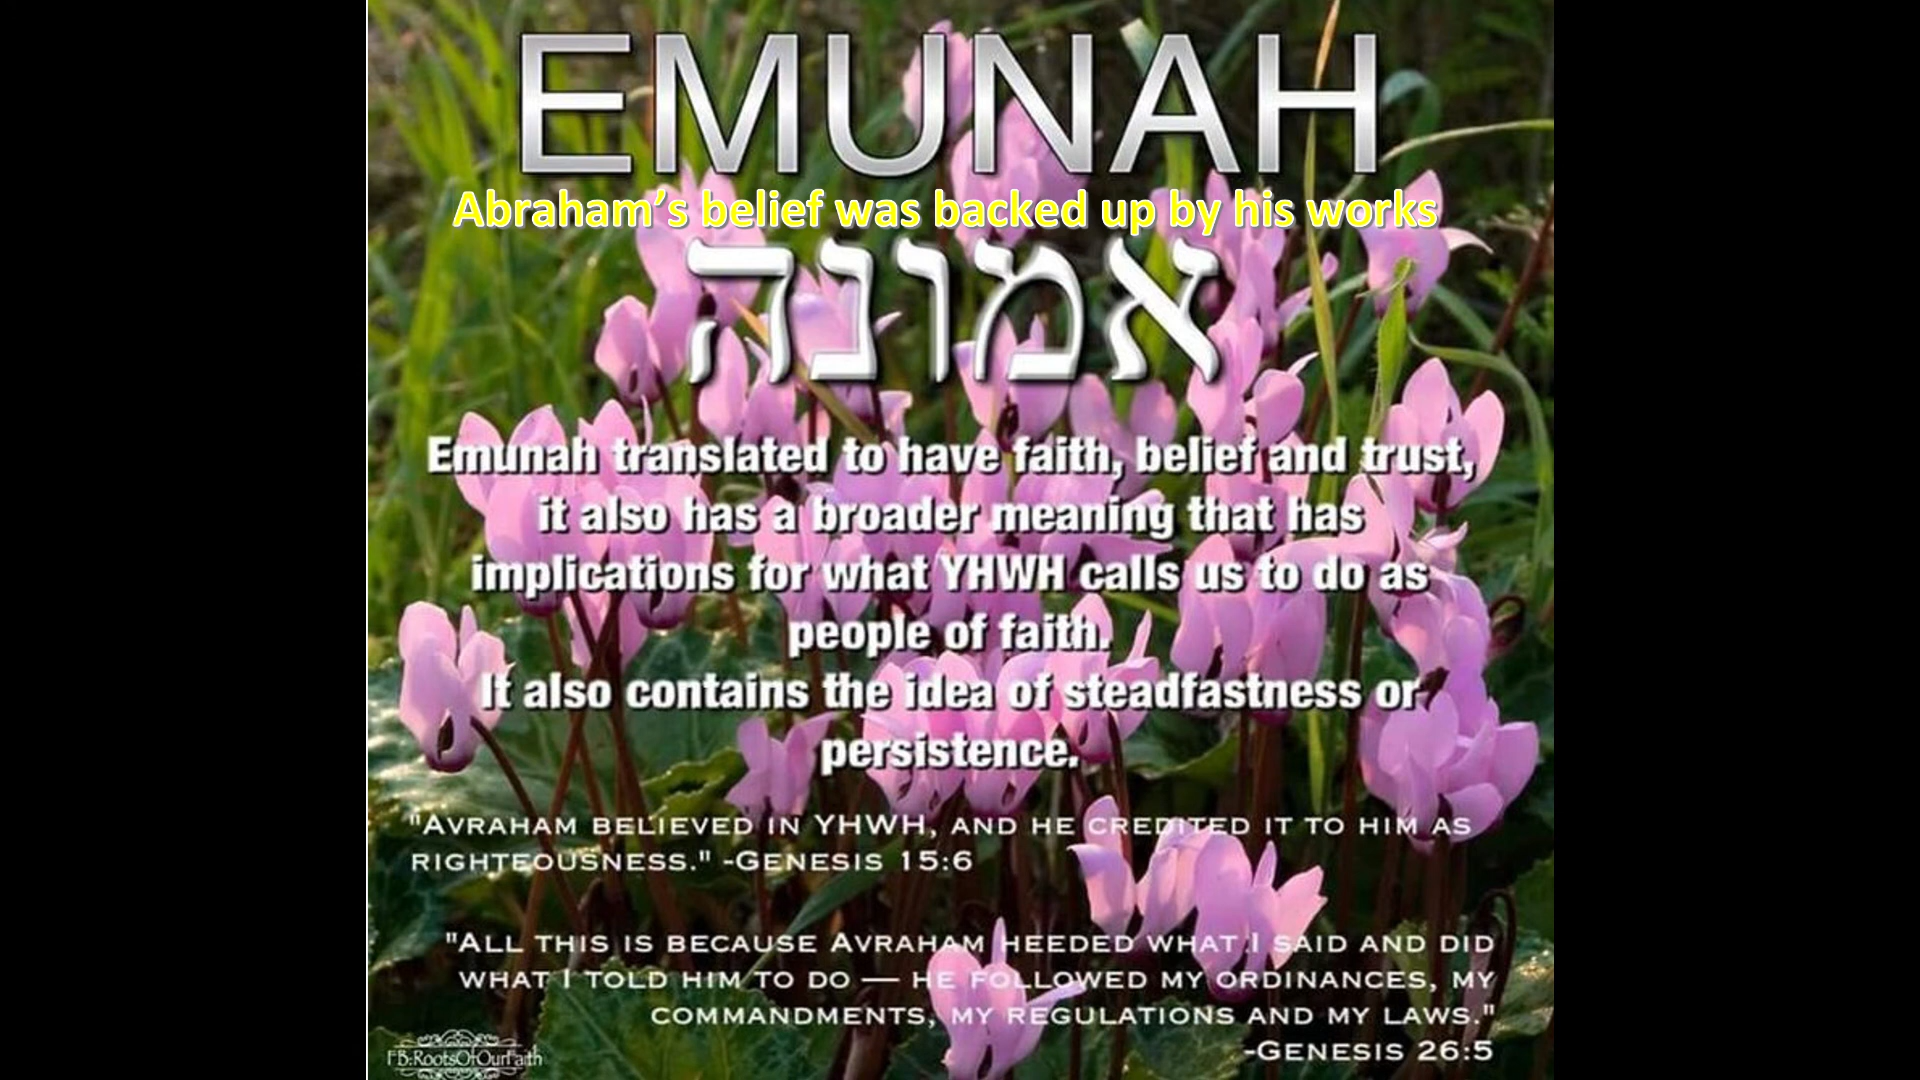 EMUNAH
Abraham’s belief was backed up by his works
אמונה
Emunah translated to have faith, belief and trust,
it also has a broader meaning that has
implications for what YHWH calls us to do as
people of faith.
It also contains the idea of steadfastness or
persistence.
"AVRAHAM BELIEVED IN YHWH, AND HE CREDITED IT TO HIM AS
RIGHTEOUSNESS." -GENESIS 15:6
"ALL THIS IS BECAUSE AVRAHAM HEEDED WHAT I SAID AND DID
WHAT I TOLD HIM TO DO — HE FOLLOWED MY ORDINANCES, MY
COMMANDMENTS, MY REGULATIONS AND MY LAWS."
-GENESIS 26:5
FB:RootsOfOurFaith